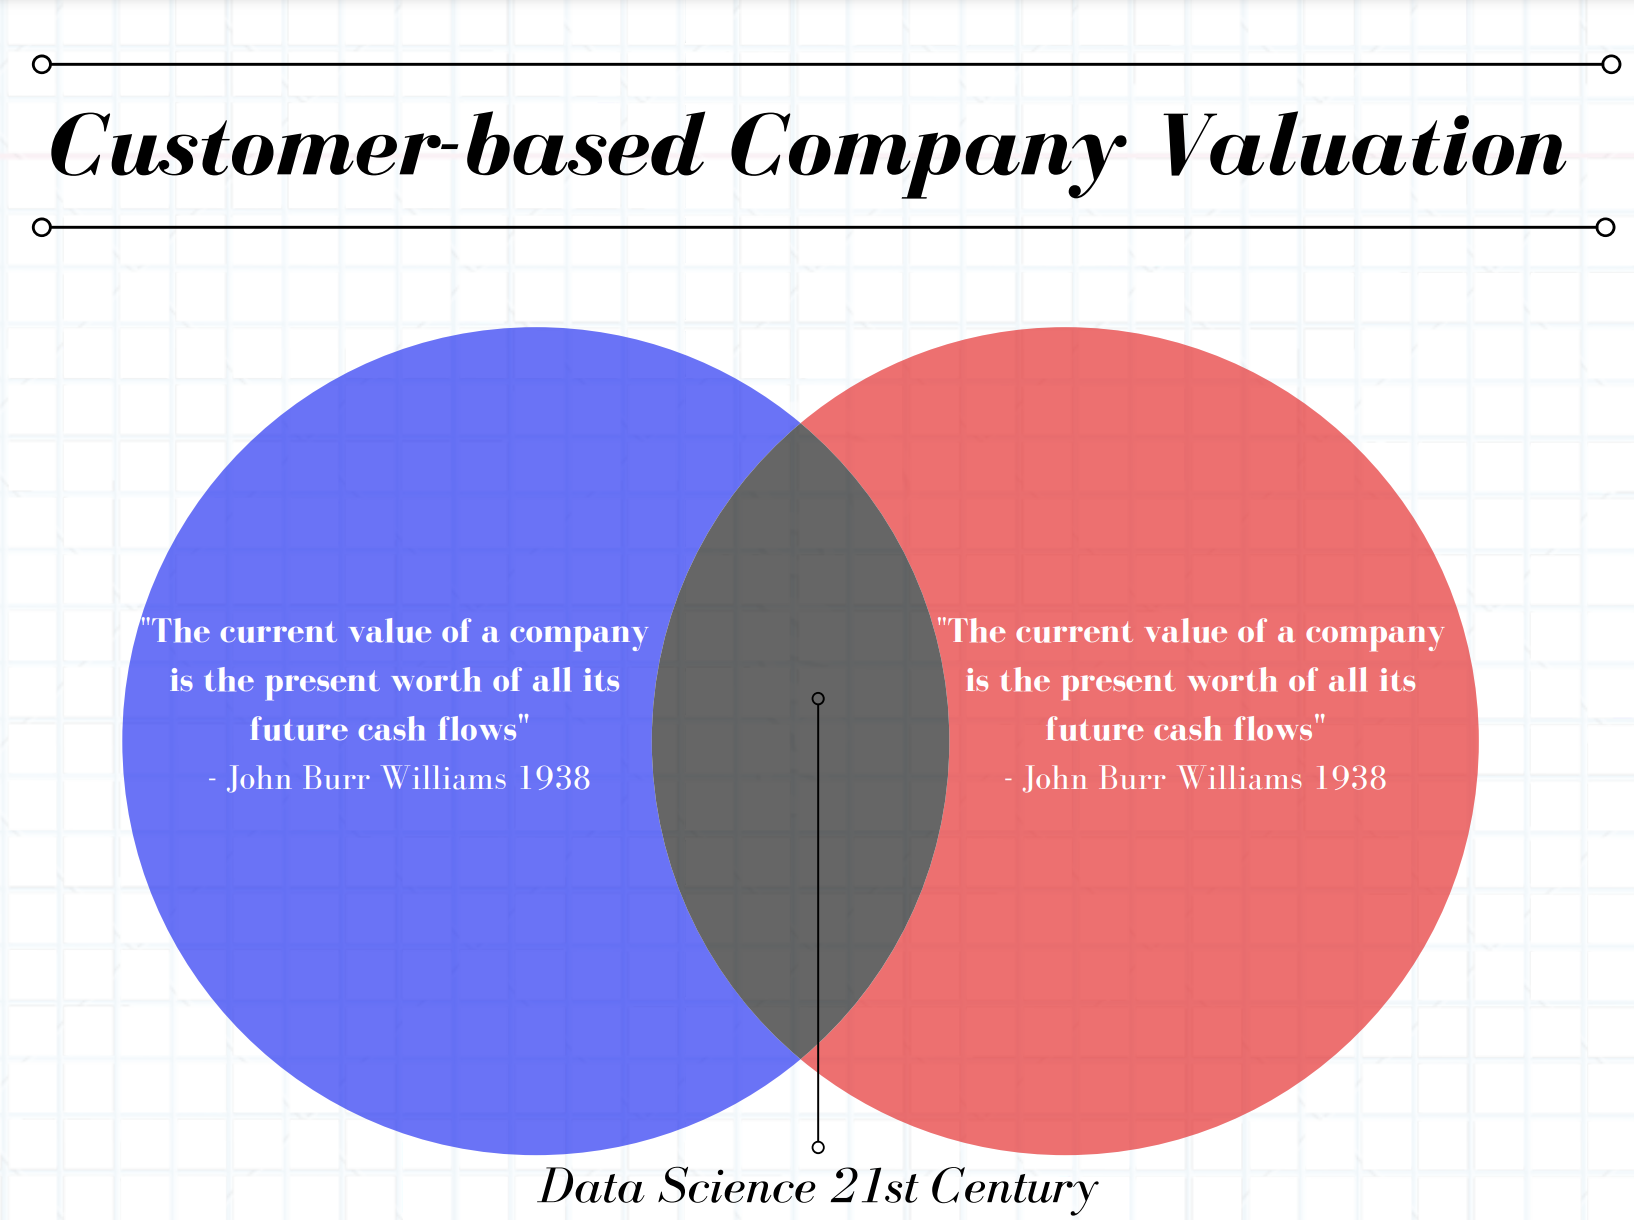 Customer-based Company Valuation
"The current value of a company
is the present worth of all its
future cash flows"
- John Burr Williams 1938
"The current value of a company
is the present worth of all its
future cash flows"
- John Burr Williams 1938
Data Science 21st Century